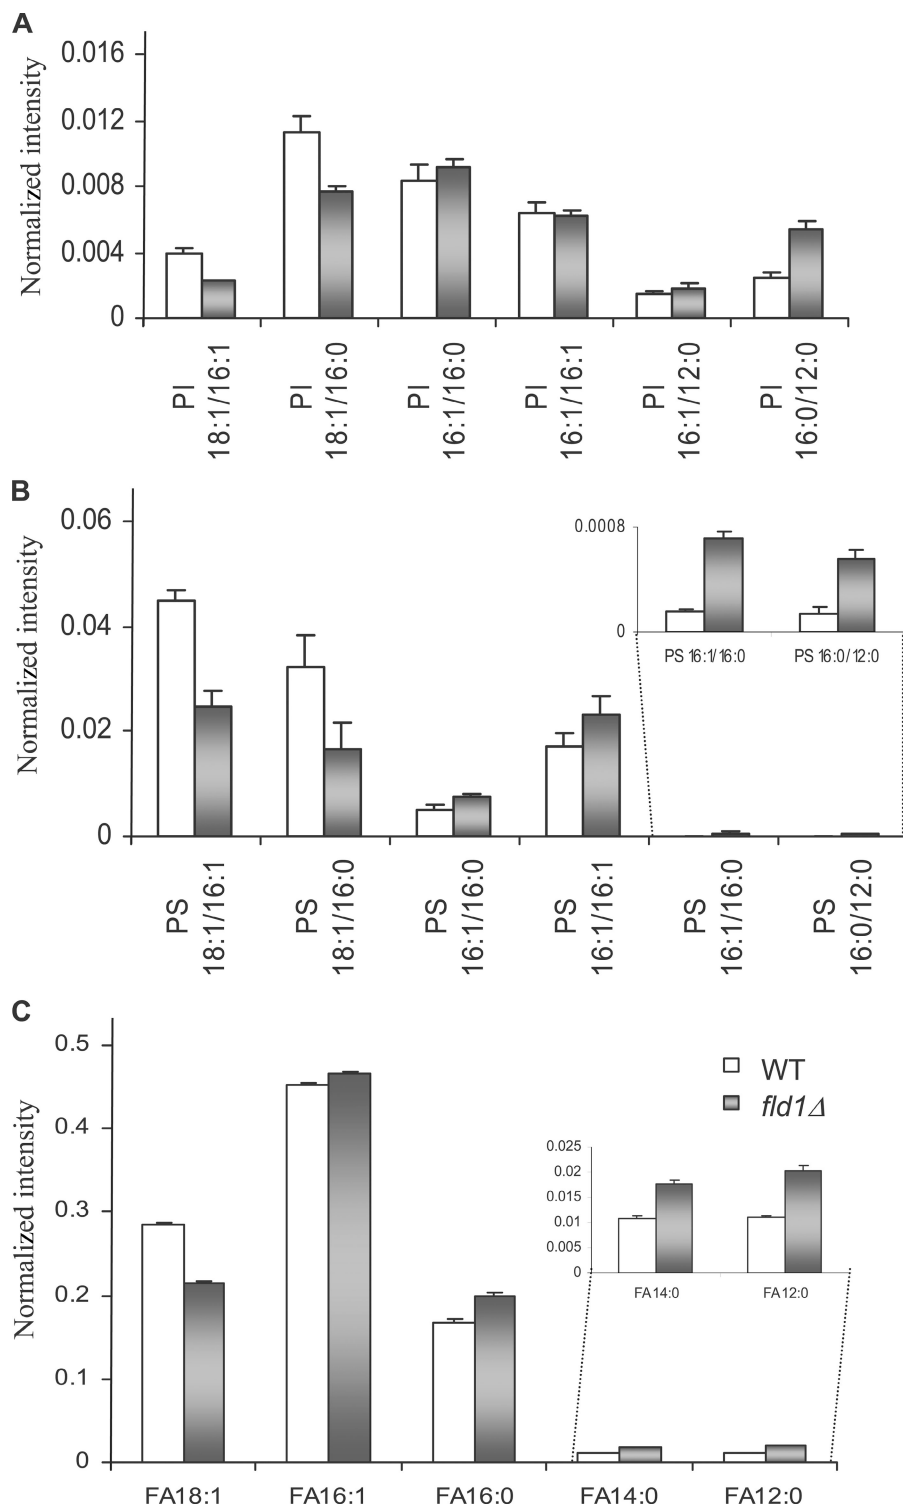 A
Normalized intensity
0.016
0.012
0.008
0.004
0
PI
18:1/16:1
PI
18:1/16:0
PI
16:1/16:0
PI
16:1/16:1
PI
16:1/12:0
PI
16:0/12:0
B
Normalized intensity
0.06
0.04
0.02
0
0.0008
0
PS 16:1/16:0
PS 16:0/12:0
PS
18:1/16:1
PS
18:1/16:0
PS
16:1/16:0
PS
16:1/16:1
PS
16:1/16:0
PS
16:0/12:0
C
Normalized intensity
0.5
0.4
0.3
0.2
0.1
0
WT
fld1Δ
0.025
0.02
0.015
0.01
0.005
0
FA14:0
FA12:0
FA18:1
FA16:1
FA16:0
FA14:0
FA12:0